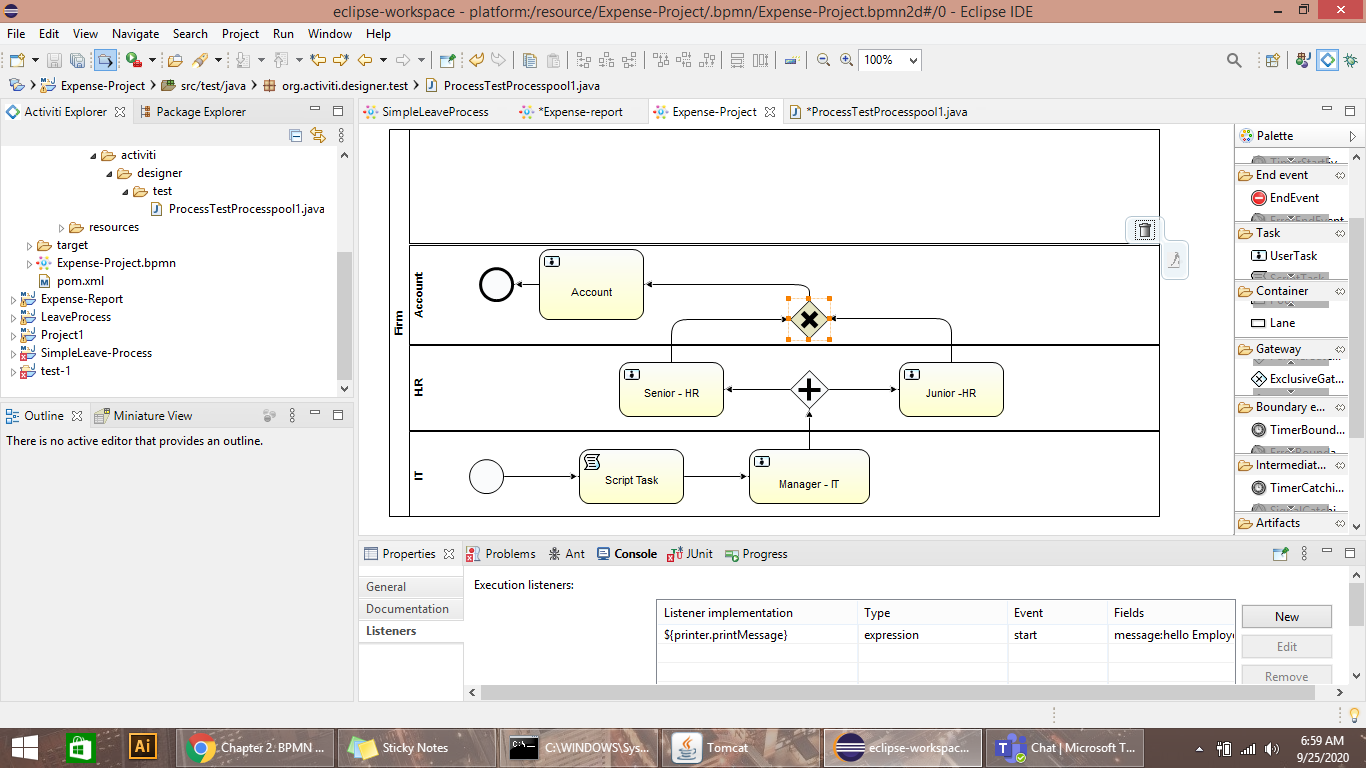 eclipse-workspace - platform:/resource/Expense-Project/.bpmn/Expense-Project.bpmn2d#/0 - Eclipse IDE
File Edit View Navigate Search Project Run Window Help
100%
Expense-Project src/test/java org.activiti.designer.test ProcessTestProcesspool1.java
Activiti Explorer Package Explorer
activiti
designer
test
ProcessTestProcesspool1.java
resources
target
Expense-Project.bpmn
pom.xml
Expense-Report
LeaveProcess
Project1
SimpleLeave-Process
test-1
Outline Miniature View
There is no active editor that provides an outline.
SimpleLeaveProcess *Expense-report Expense-Project *ProcessTestProcesspool1.java
Firm
Account
Account
H.R
Senior - HR
Junior -HR
IT
Script Task
Manager - IT
Palette
End event
EndEvent
Task
UserTask
Container
Lane
Gateway
ExclusiveGat...
Boundary e...
TimerBound...
Intermediat...
TimerCatchi...
Artifacts
Properties Problems Ant Console JUnit Progress
General
Documentation
Listeners
Execution listeners:
Listener implementation Type Event Fields
${printer.printMessage} expression start message:hello
New
Edit
Remove
Ai Chapter 2. BPMN ... Sticky Notes C:\WINDOWS\Sys... Tomcat eclipse-workspac... Chat | Microsoft T...
6:59 AM
9/25/2020